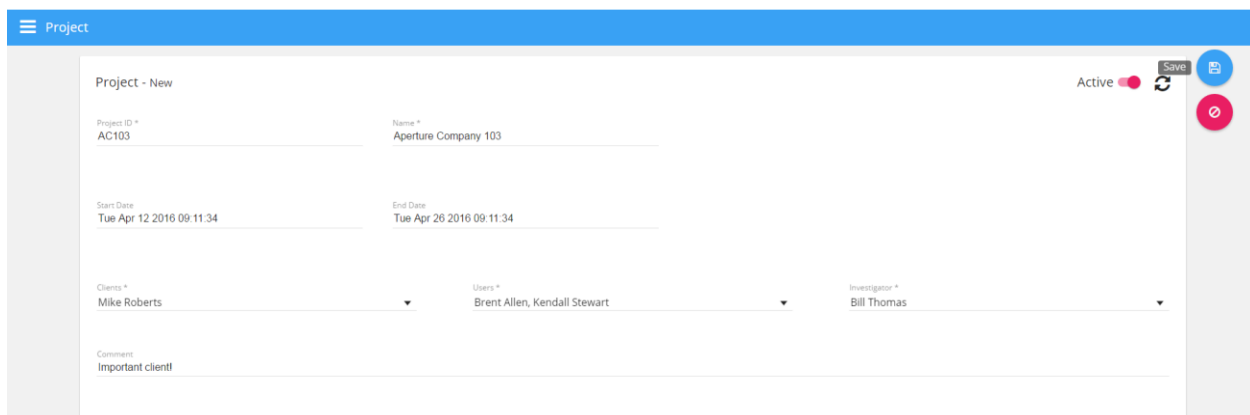 Project
Project - New
Active
Save
Project ID *
Name *
AC103
Aperture Company 103
Start Date
End Date
Tue Apr 12 2016 09:11:34
Tue Apr 26 2016 09:11:34
Clients *
Users *
Investigator *
Mike Roberts
Brent Allen, Kendall Stewart
Bill Thomas
Comment
Important client!